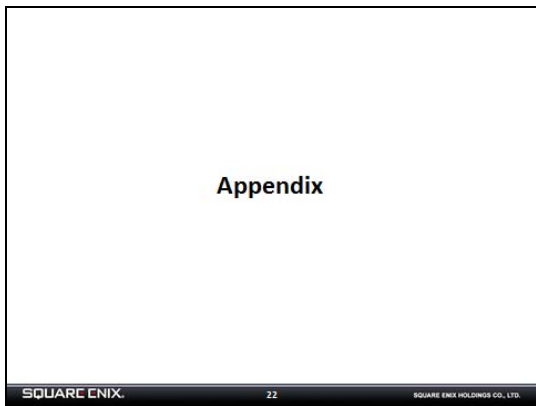 Appendix
SQUARE ENIX.
22
SQUARE ENIX HOLDINGS CO., LTD.